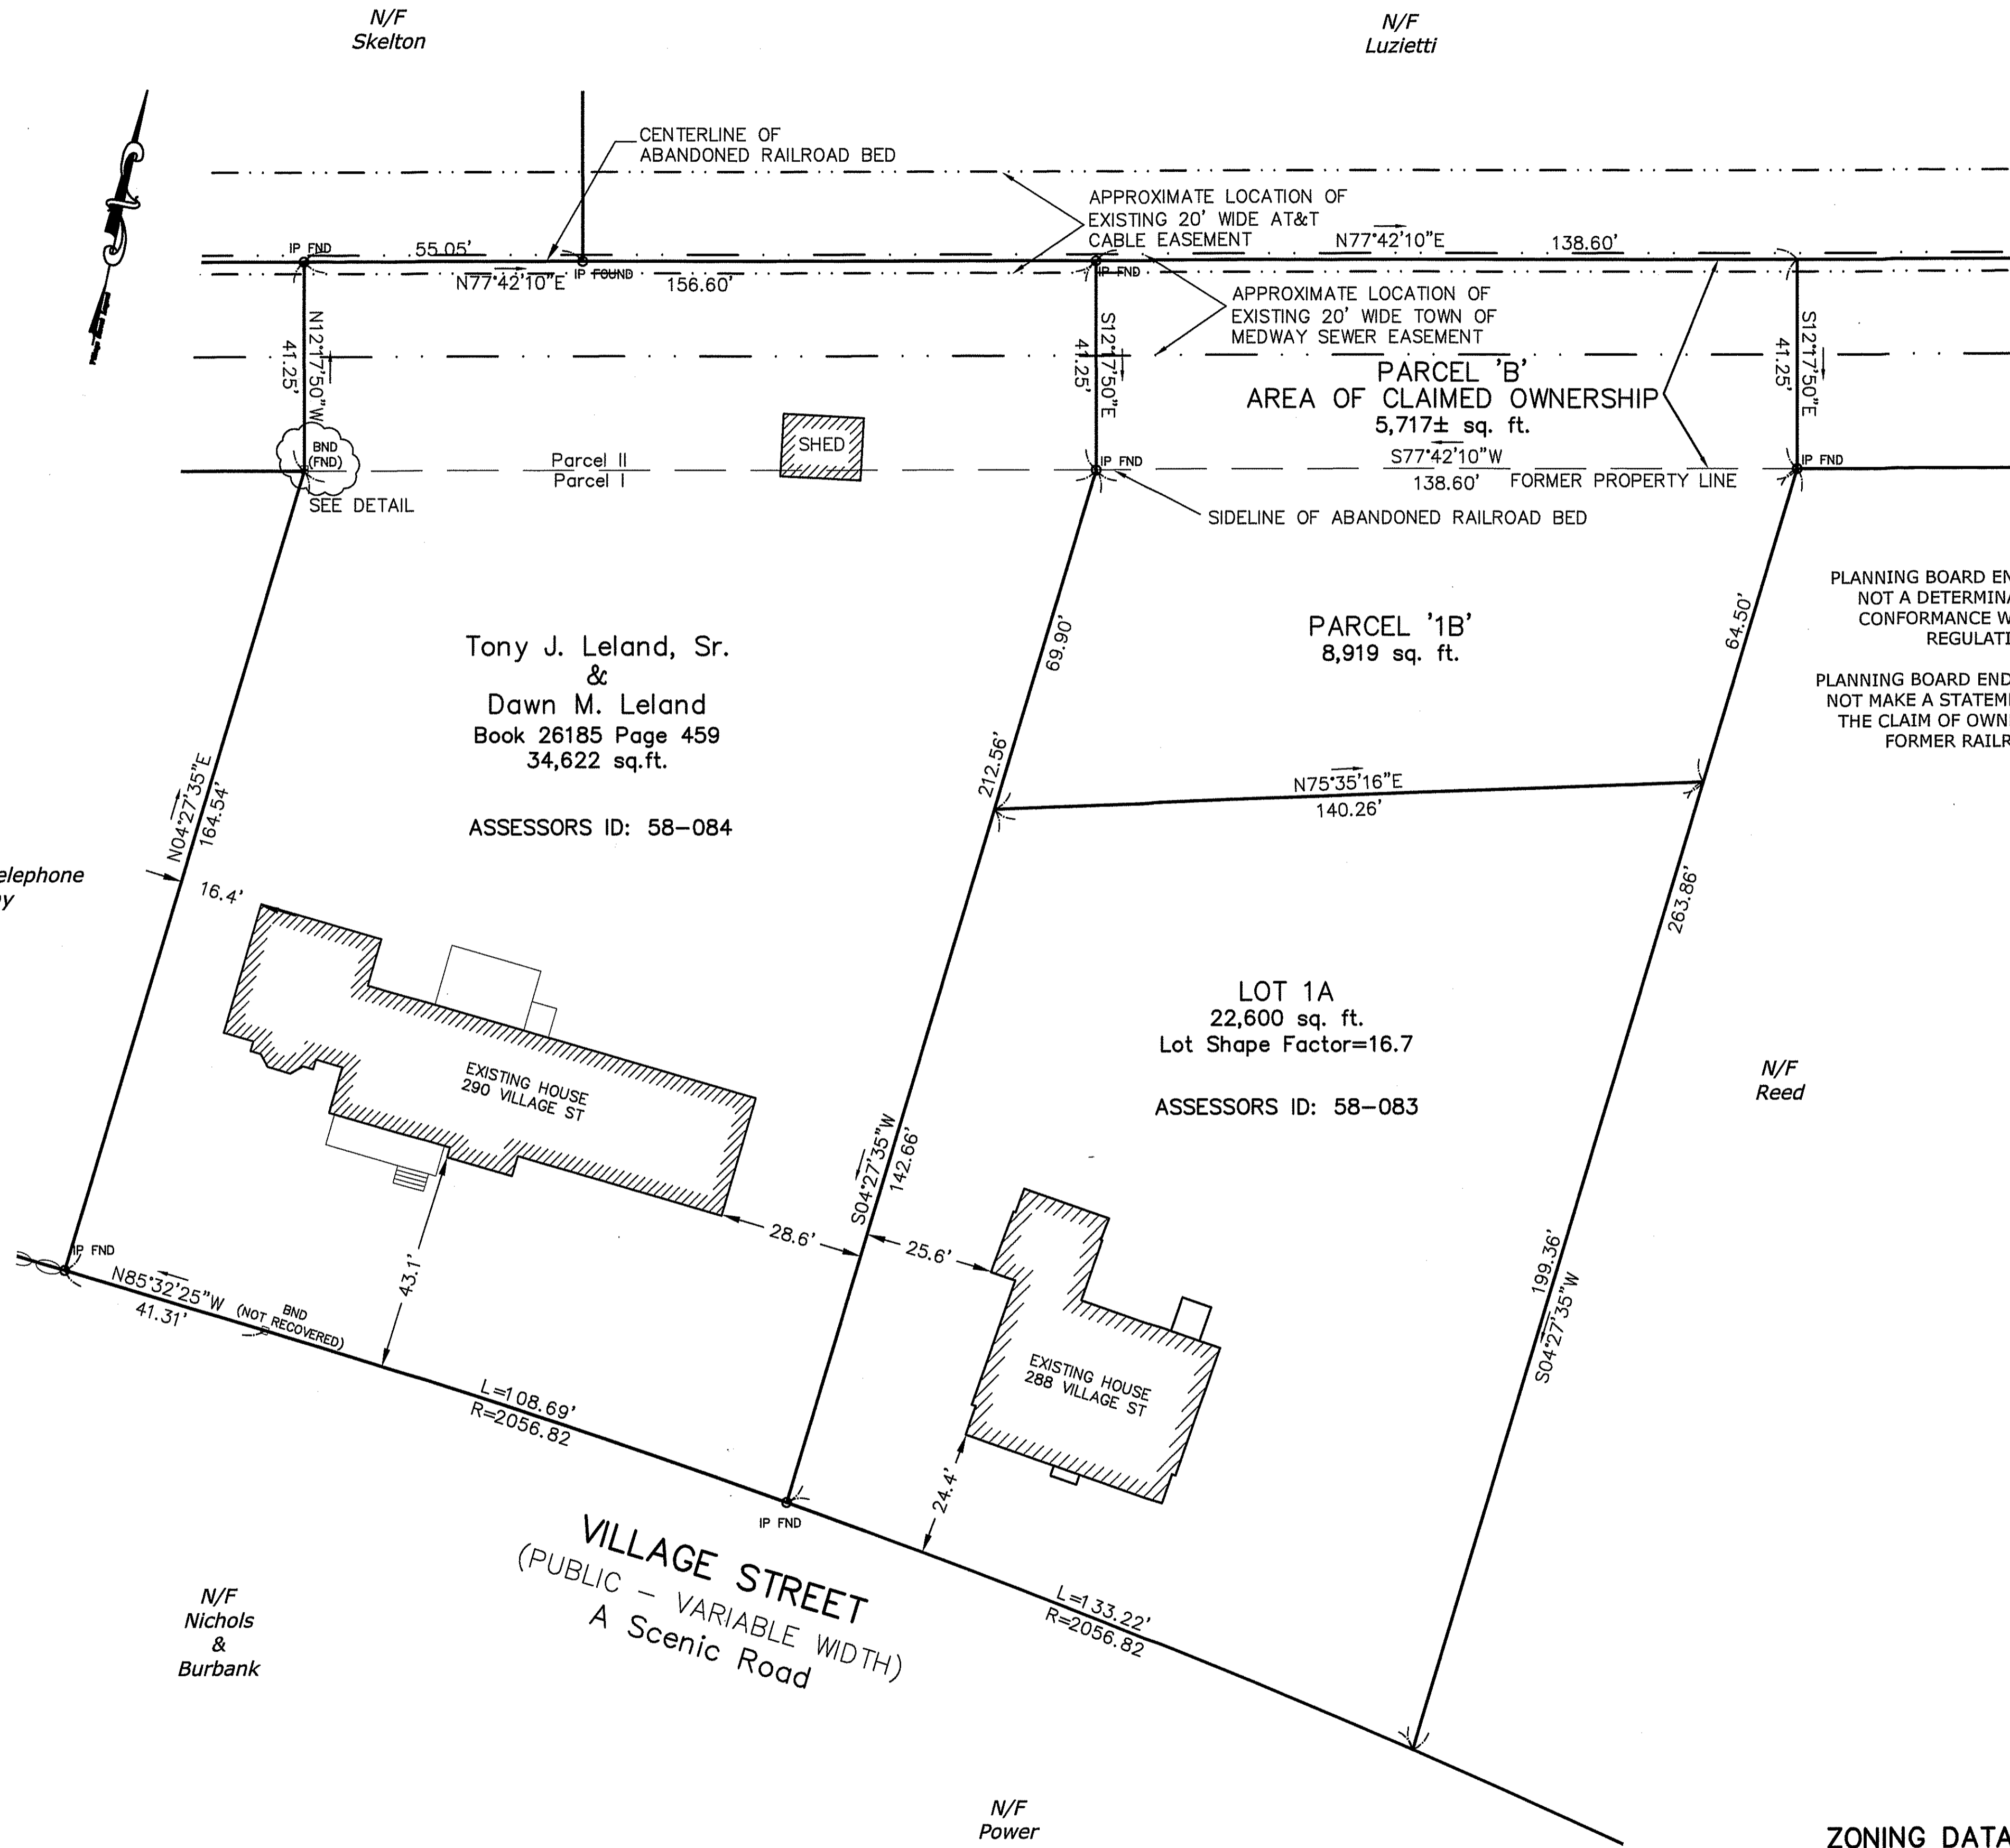 N/F
Skelton
N/F
Luzietti
CENTERLINE OF
ABANDONED RAILROAD BED
APPROXIMATE LOCATION OF
EXISTING 20' WIDE AT&T
CABLE EASEMENT
N77°42'10"E
138.60'
IP FND
55.05'
N77°42'10"E
IP FOUND
156.60'
IP FND
APPROXIMATE LOCATION OF
EXISTING 20' WIDE TOWN OF
MEDWAY SEWER EASEMENT
N12°17'50"W
41.25'
S12°17'50"E
41.25'
S12°17'50"E
41.25'
PARCEL 'B'
AREA OF CLAIMED OWNERSHIP
5,717± sq. ft.
S77°42'10"W
138.60'
FORMER PROPERTY LINE
IP FND
IP FND
BND
(FND)
SEE DETAIL
Parcel II
Parcel I
SHED
SIDELINE OF ABANDONED RAILROAD BED
PLANNING BOARD EN
NOT A DETERMINA
CONFORMANCE W
REGULATI
PLANNING BOARD END
NOT MAKE A STATEM
THE CLAIM OF OWN
FORMER RAILR
Tony J. Leland, Sr.
&
Dawn M. Leland
Book 26185 Page 459
34,622 sq.ft.
ASSESSORS ID: 58-084
PARCEL '1B'
8,919 sq. ft.
69.90'
64.50'
212.56'
N75°35'16"E
140.26'
N04°27'35"E
164.54'
263.86'
elephone
y
16.4'
LOT 1A
22,600 sq. ft.
Lot Shape Factor=16.7
ASSESSORS ID: 58-083
N/F
Reed
EXISTING HOUSE
290 VILLAGE ST
S04°27'35"W
142.66'
28.6'
25.6'
43.1'
199.36'
S04°27'35"W
IP FND
N85°32'25"W
41.31'
BND
(NOT RECOVERED)
EXISTING HOUSE
288 VILLAGE ST
L=108.69'
R=2056.82
24.4'
IP FND
L=133.22'
R=2056.82
VILLAGE STREET
(PUBLIC - VARIABLE WIDTH)
A Scenic Road
N/F
Nichols
&
Burbank
N/F
Power
ZONING DATA